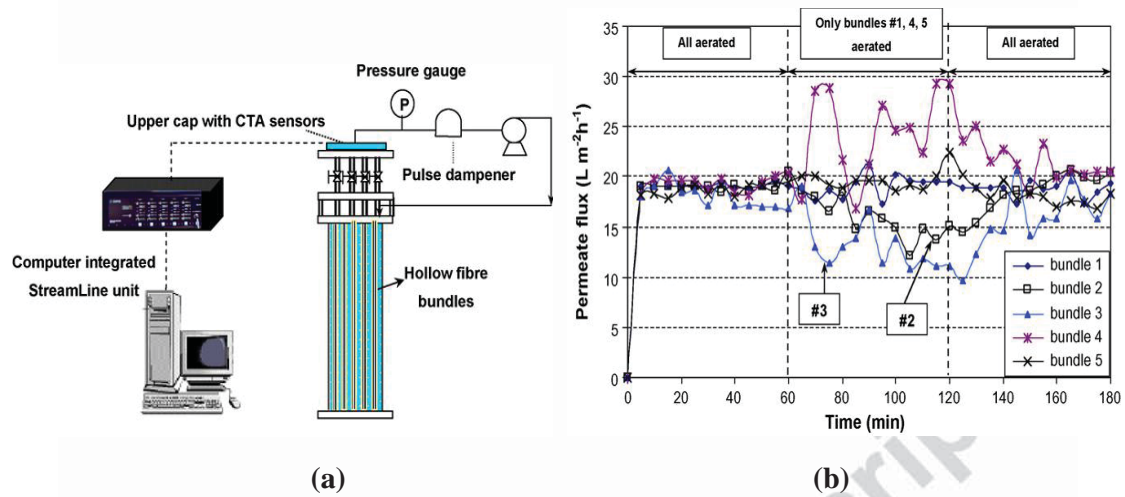 Pressure gauge
P
Upper cap with CTA sensors
Pulse dampener
Computer integrated
StreamLine unit
Hollow fibre
bundles
(a)
Only bundles #1, 4, 5
aerated
All aerated
All aerated
Permeate flux (L m⁻²h⁻¹)
35
30
25
20
15
10
5
0
#3
#2
bundle 1
bundle 2
bundle 3
bundle 4
bundle 5
0 20 40 60 80 100 120 140 160 180
Time (min)
(b)